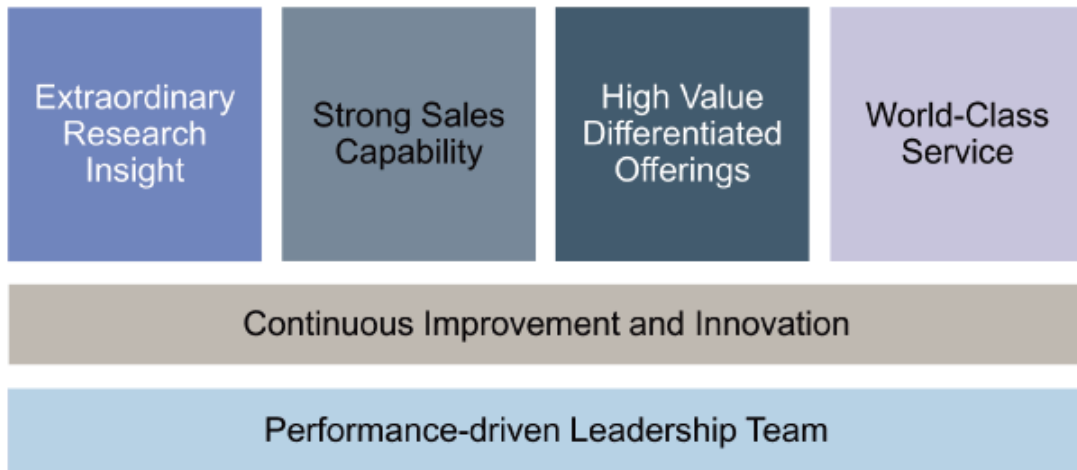 Extraordinary
Research
Insight
Strong Sales
Capability
High Value
Differentiated
Offerings
World-Class
Service
Continuous Improvement and Innovation
Performance-driven Leadership Team